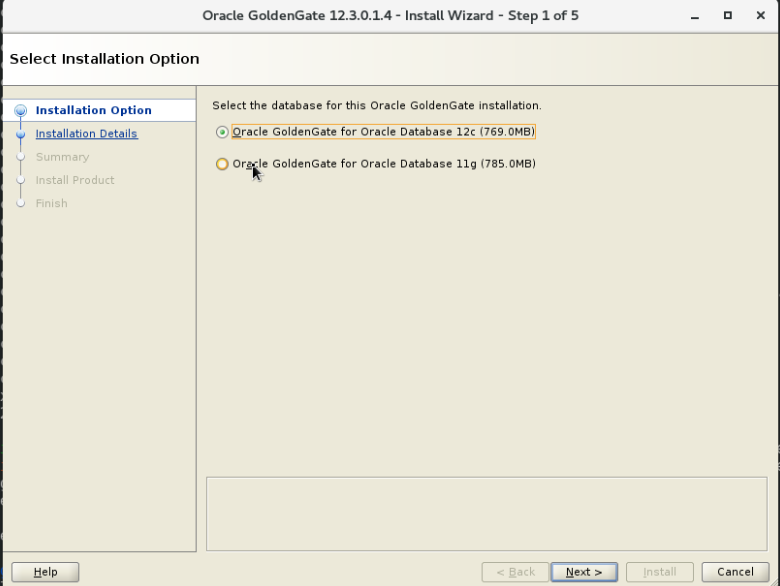 Oracle GoldenGate 12.3.0.1.4 - Install Wizard - Step 1 of 5
Select Installation Option
Installation Option
Installation Details
Summary
Install Product
Finish
Select the database for this Oracle GoldenGate installation.
Oracle GoldenGate for Oracle Database 12c (769.0MB)
Oracle GoldenGate for Oracle Database 11g (785.0MB)
Help
< Back
Next >
Install
Cancel